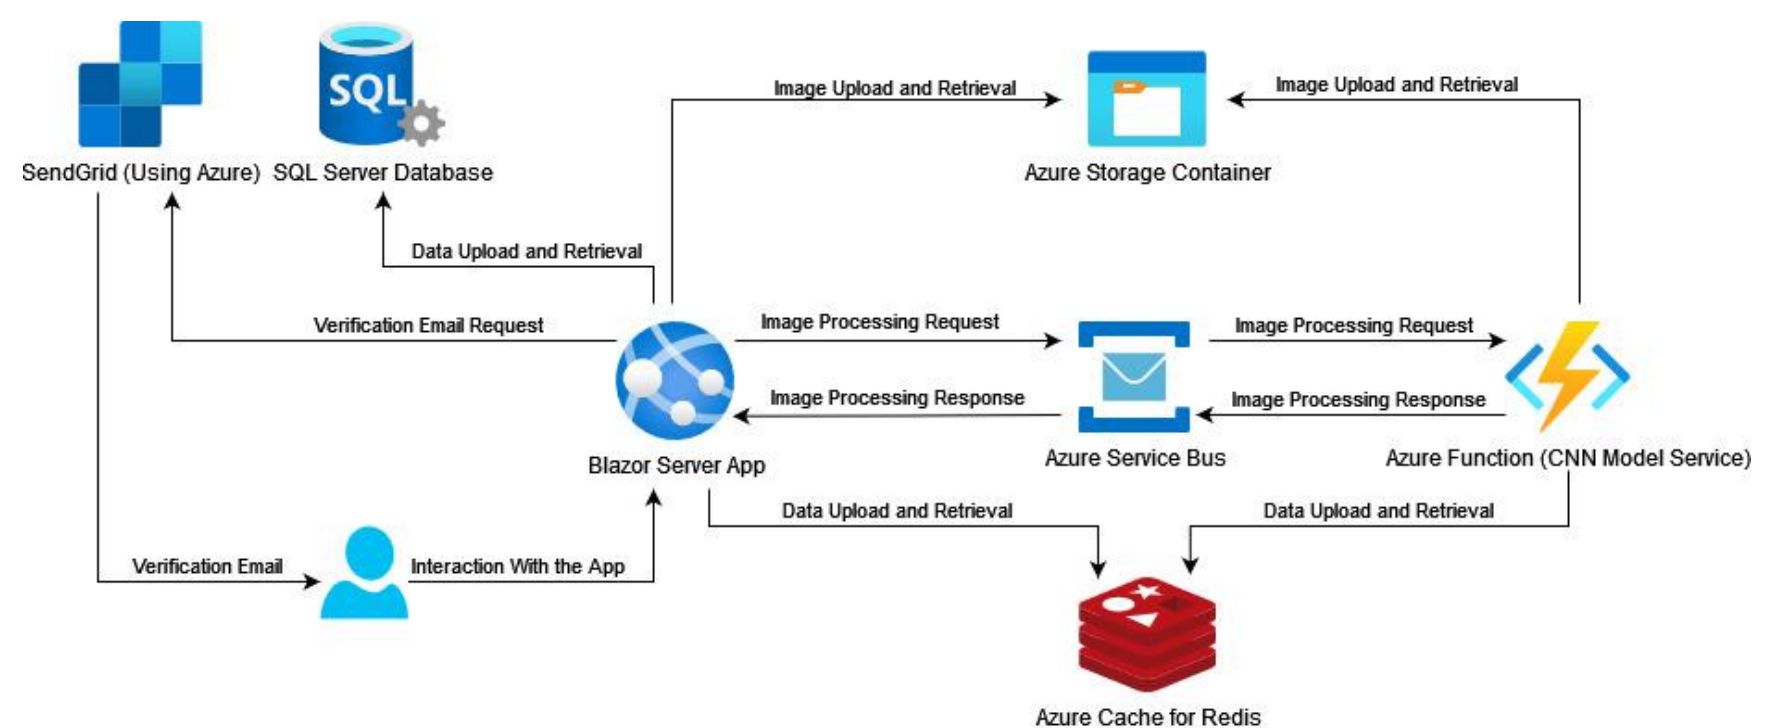 SQL
Image Upload and Retrieval
Image Upload and Retrieval
SendGrid (Using Azure)
SQL Server Database
Azure Storage Container
Data Upload and Retrieval
Verification Email Request
Image Processing Request
Image Processing Request
Image Processing Response
Image Processing Response
Blazor Server App
Azure Service Bus
Azure Function (CNN Model Service)
Data Upload and Retrieval
Data Upload and Retrieval
Verification Email
Interaction With the App
Azure Cache for Redis